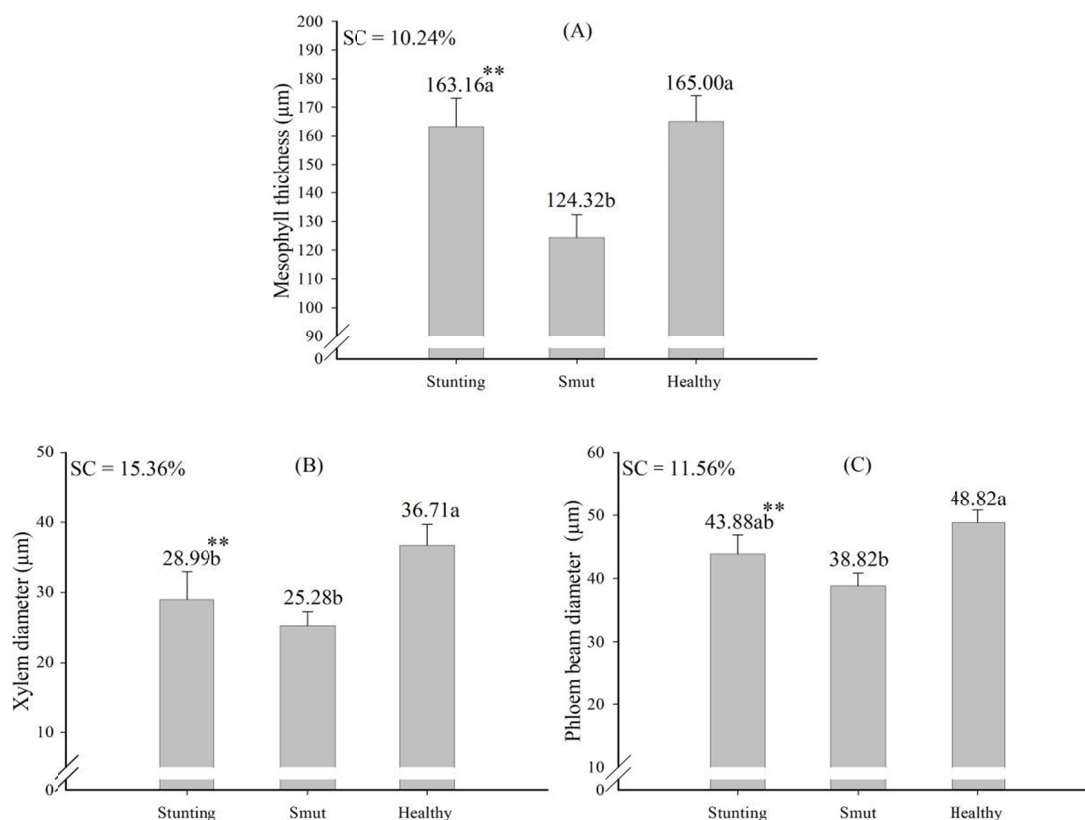 (A)
SC = 10.24%
Mesophyll thickness (µm)
200
190
180
170
160
150
140
130
120
110
100
90
0
163.16a**
124.32b
165.00a
Stunting Smut Healthy
(B)
SC = 15.36%
Xylem diameter (µm)
50
40
30
20
10
0
28.99b**
25.28b
36.71a
Stunting Smut Healthy
(C)
SC = 11.56%
Phloem beam diameter (µm)
60
50
40
30
20
10
0
43.88ab**
38.82b
48.82a
Stunting Smut Healthy